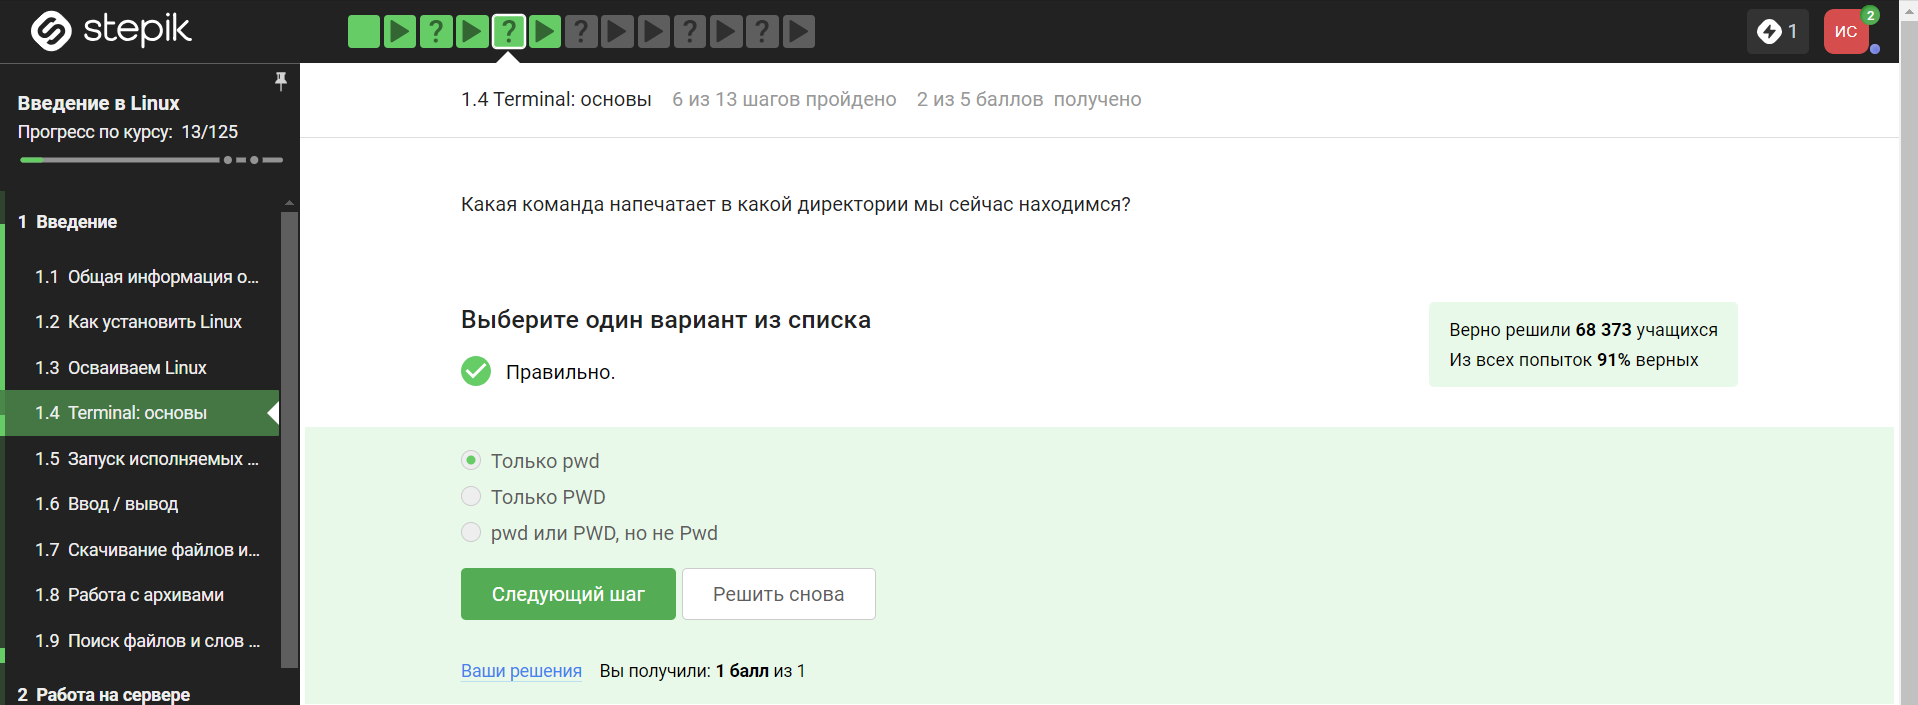 stepik
? ? ? ? ?
1
ИС
2
Введение в Linux
Прогресс по курсу: 13/125
1 Введение
1.1 Общая информация о...
1.2 Как установить Linux
1.3 Осваиваем Linux
1.4 Terminal: основы
1.5 Запуск исполняемых ...
1.6 Ввод / вывод
1.7 Скачивание файлов и...
1.8 Работа с архивами
1.9 Поиск файлов и слов ...
2 Работа на сервере
1.4 Terminal: основы 6 из 13 шагов пройдено 2 из 5 баллов получено
Какая команда напечатает в какой директории мы сейчас находимся?
Выберите один вариант из списка
Правильно.
Верно решили 68 373 учащихся
Из всех попыток 91% верных
Только pwd
Только PWD
pwd или PWD, но не Pwd
Следующий шаг Решить снова
Ваши решения Вы получили: 1 балл из 1